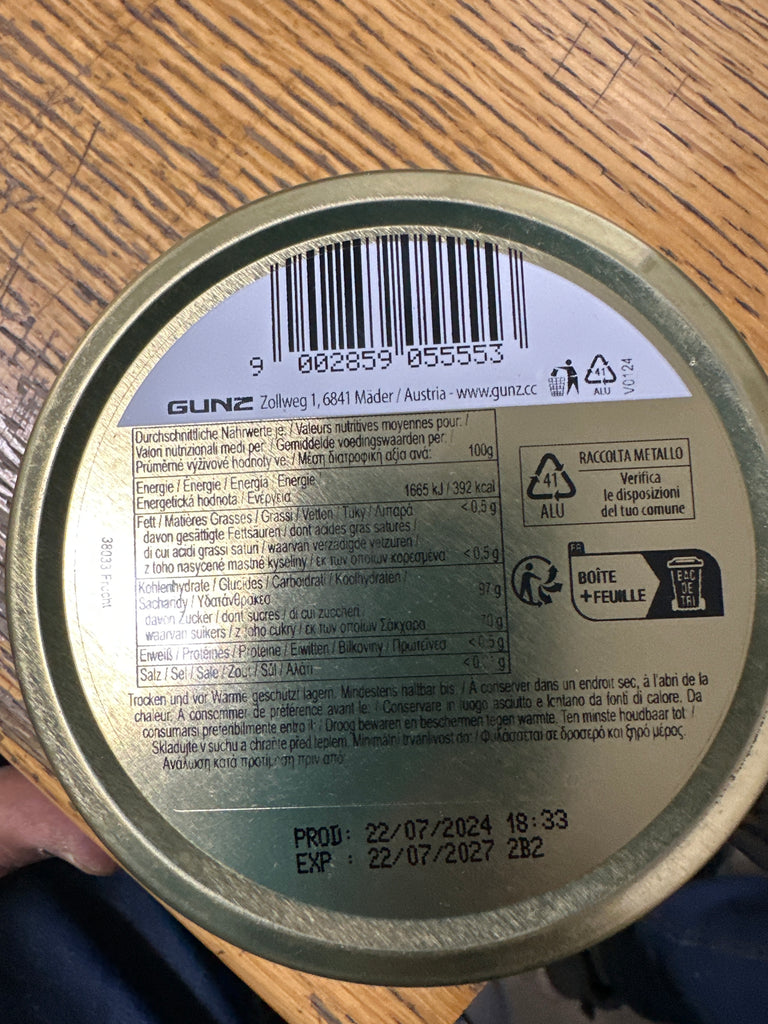 9 002859 055553
GUNZ Zollweg 1, 6841 Mäder / Austria - www.gunz.cc
41
ALU
V0124
Durchschnittliche Nährwerte je: / Valeurs nutritives moyennes pour: /
Valori nutrizionali medi per: / Gemiddelde voedingswaarden per:
Průměrné výživové hodnoty ve: / Μέση διατροφική αξία ανά: 100g
Energie / Énergie / Energia / Energie
Energetická hodnota / Ενέργεια 1665 kJ / 392 kcal
Fett / Matières Grasses / Grassi / Vetten / Tuky / Λιπαρά <0,5 g
davon gesättigte Fettsäuren / dont acides gras saturés /
di cui acidi grassi saturi / waarvan verzadigde vetzuren /
z toho nasycené mastné kyseliny / εκ των οποίων κορεσμένα <0,5 g
Kohlenhydrate / Glucides / Carboidrati / Koolhydraten /
Sacharidy / Υδατάνθρακες 97 g
davon Zucker / dont sucres / di cui zuccheri
waarvan suikers / z toho cukry / εκ των οποίων Σάκχαρα 70 g
Eiweiß / Protéines / Proteine / Eiwitten / Bílkoviny / Πρωτεΐνες <0,5 g
Salz / Sel / Sale / Zout / Sůl / Αλάτι
41
ALU
RACCOLTA METALLO
Verifica
le disposizioni
del tuo comune
FR
BOÎTE
+ FEUILLE
BAC
DE
TRI
38033 Frucht
Trocken und vor Wärme geschützt lagern. Mindestens haltbar bis: / À conserver dans un endroit sec, à l'abri de la
chaleur. À consommer de préférence avant le: / Conservare in luogo asciutto e lontano da fonti di calore. Da
consumarsi preferibilmente entro il: / Droog bewaren en beschermen tegen warmte. Ten minste houdbaar tot: /
Skladujte v suchu a chraňte před teplem. Minimální trvanlivost do: / Φυλάσσεται σε δροσερό και ξηρό μέρος.
Ανάλωση κατά προτίμηση πριν από:
PROD: 22/07/2024 18:33
EXP : 22/07/2027 2B2